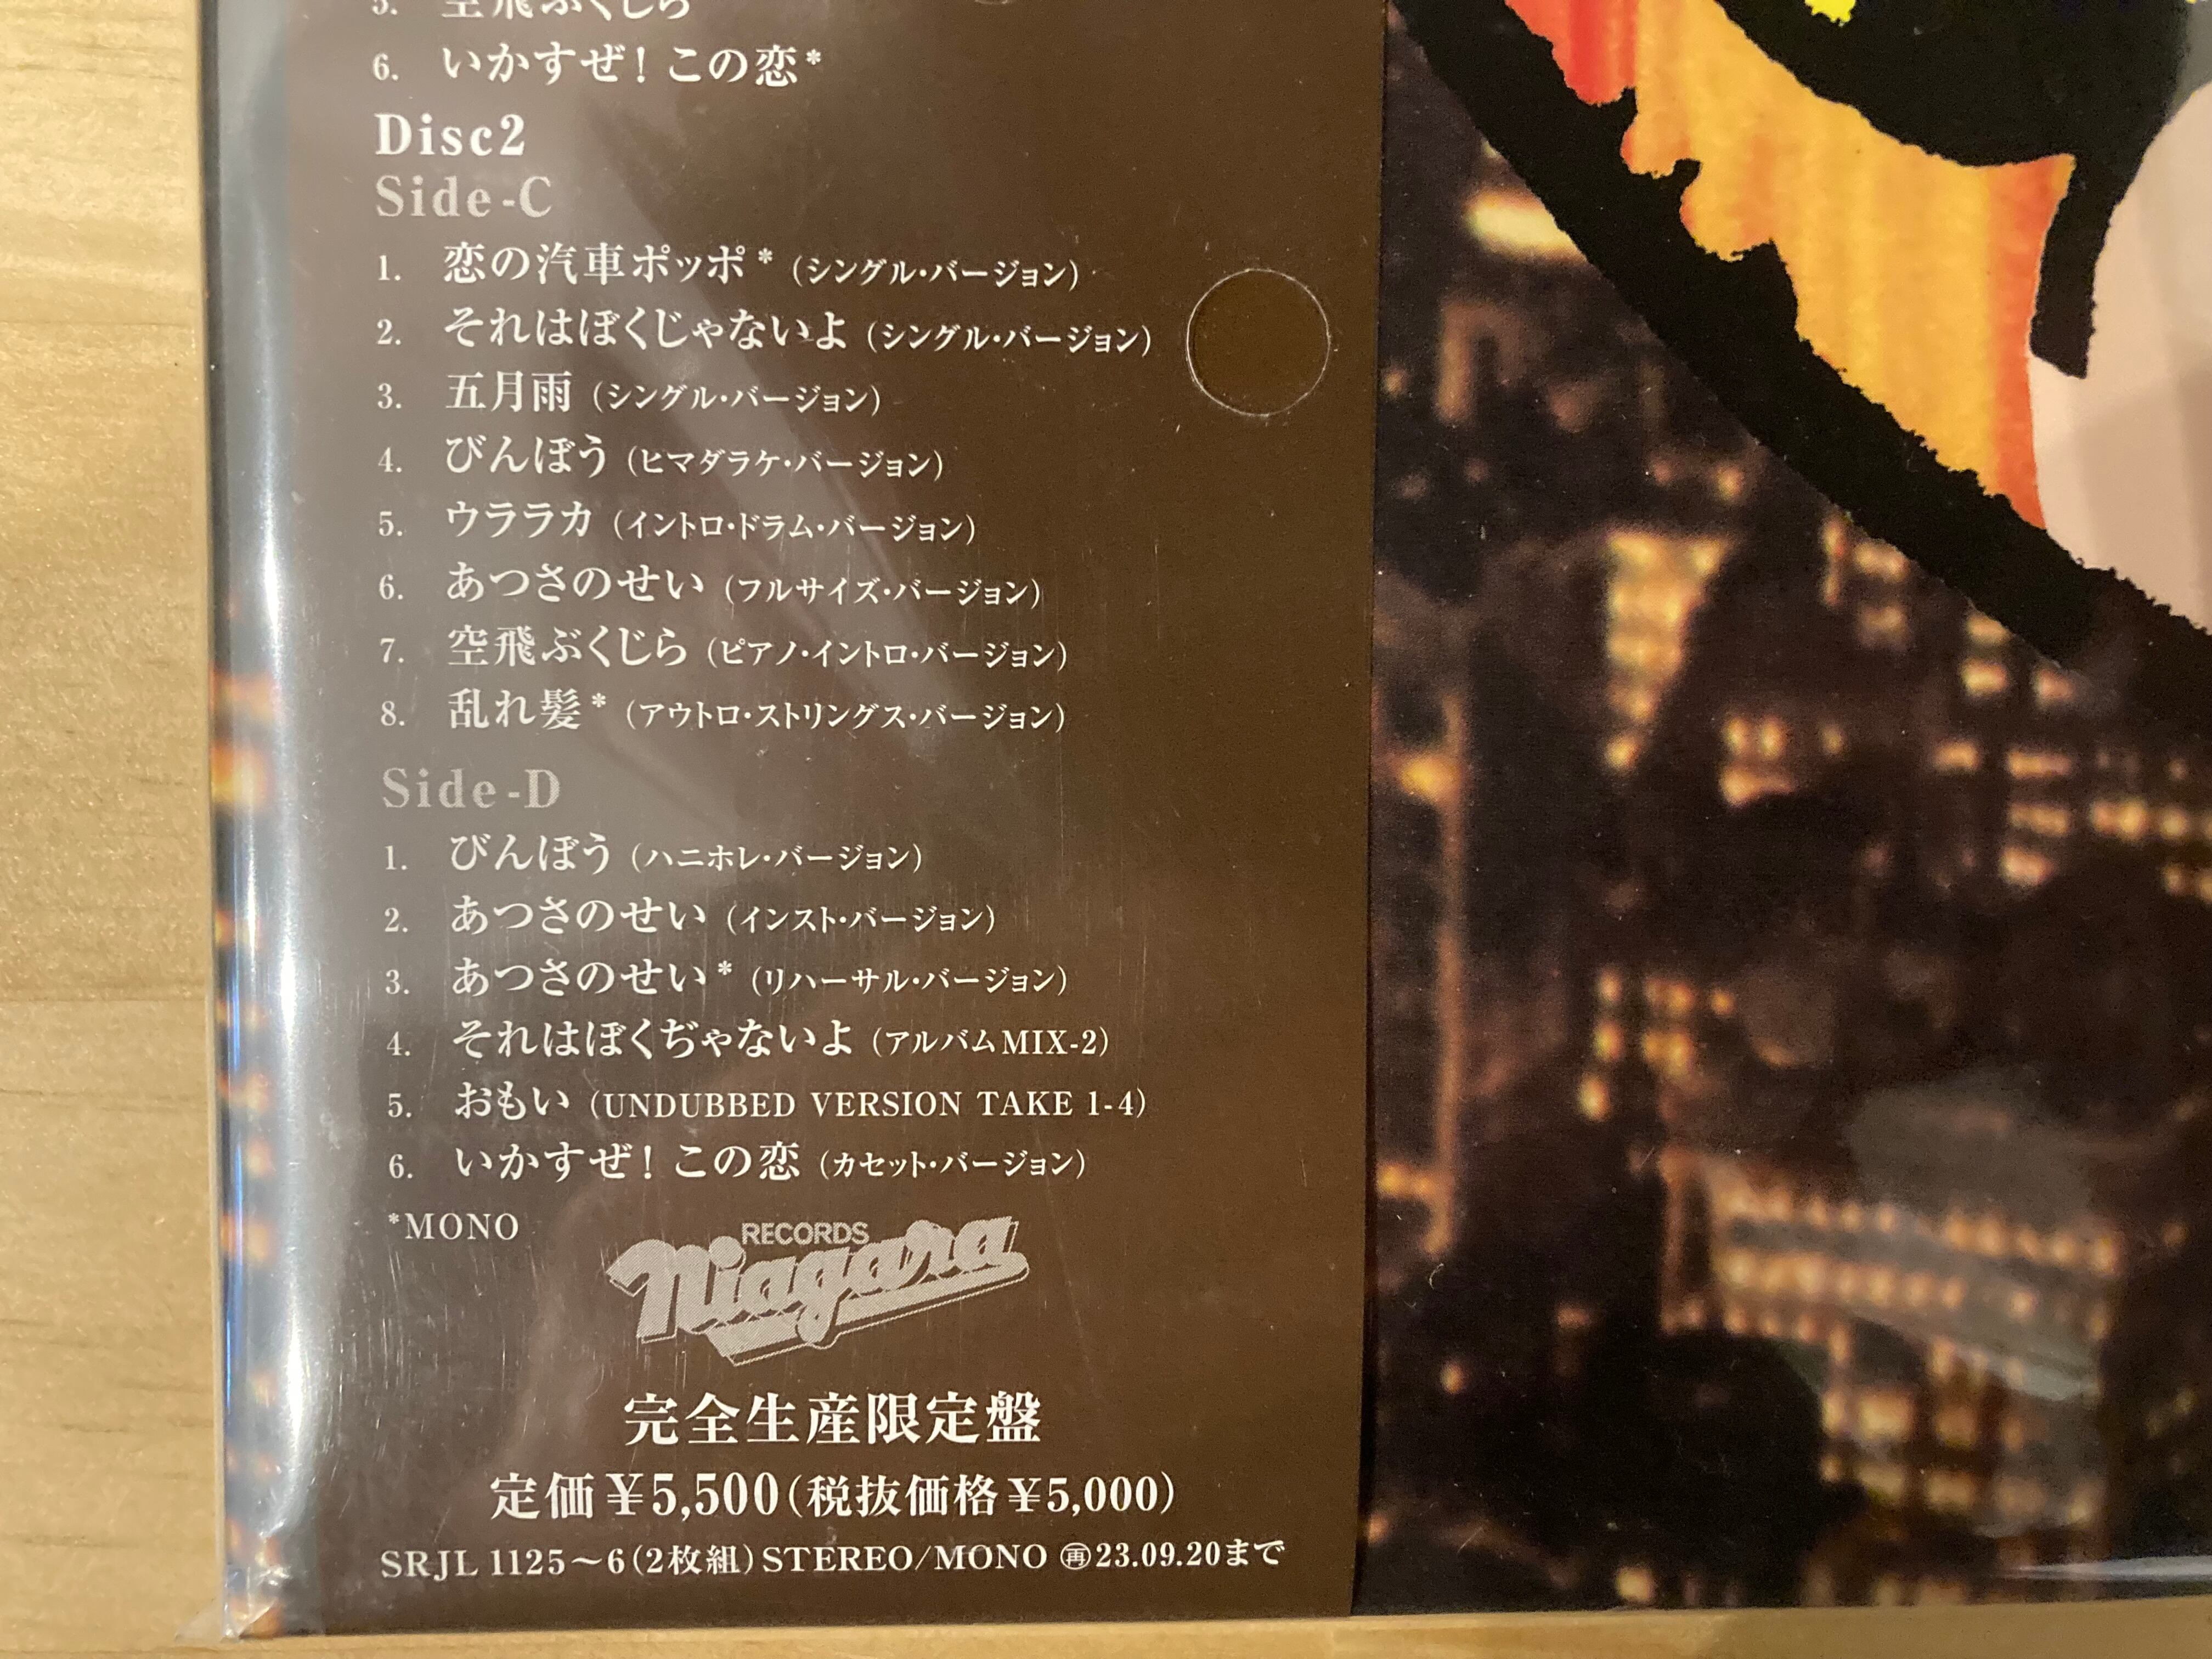 5. 空飛ぶくじら
6. いかすぜ！この恋*
Disc2
Side-C
1. 恋の汽車ポッポ* (シングル・バージョン)
2. それはぼくじゃないよ (シングル・バージョン)
3. 五月雨 (シングル・バージョン)
4. びんぼう (ヒマダラケ・バージョン)
5. ウララカ (イントロ・ドラム・バージョン)
6. あつさのせい (フルサイズ・バージョン)
7. 空飛ぶくじら (ピアノ・イントロ・バージョン)
8. 乱れ髪* (アウトロ・ストリングス・バージョン)
Side-D
1. びんぼう (ハニホレ・バージョン)
2. あつさのせい (インスト・バージョン)
3. あつさのせい* (リハーサル・バージョン)
4. それはぼくぢゃないよ (アルバムMIX-2)
5. おもい (UNDUBBED VERSION TAKE 1-4)
6. いかすぜ！この恋 (カセット・バージョン)
*MONO
RECORDS
Niagara
完全生産限定盤
定価￥5,500(税抜価格￥5,000)
SRJL 1125〜6(2枚組) STEREO/MONO ㊢23.09.20まで